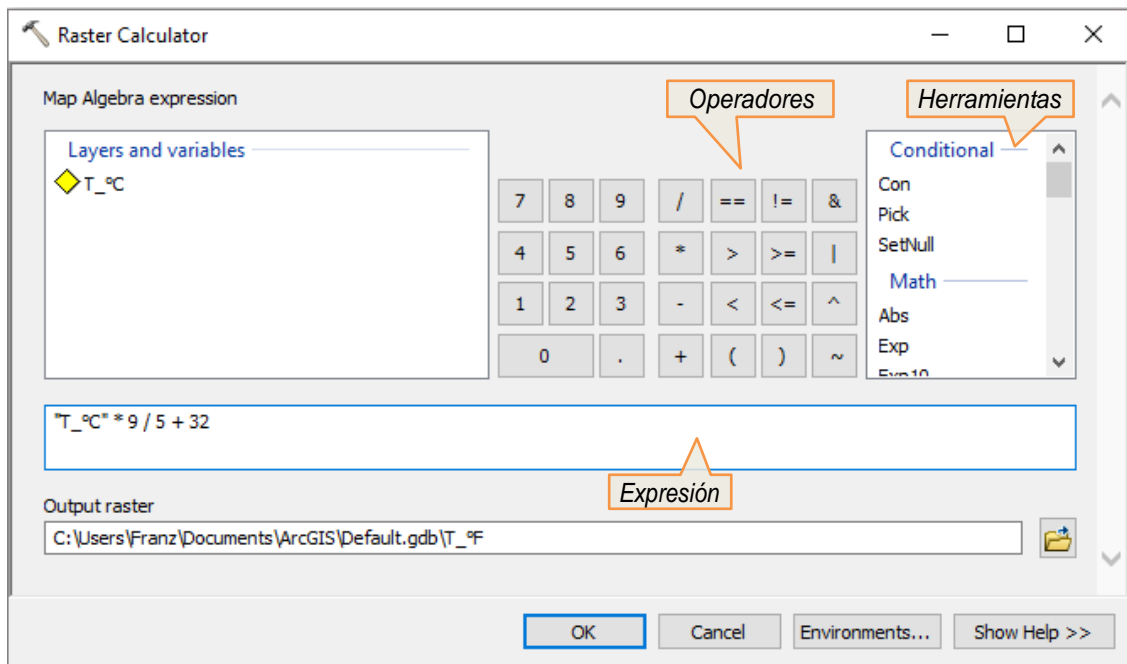 Raster Calculator
Map Algebra expression
Operadores
Herramientas
Layers and variables
T_ºC
7 8 9 / == != &
4 5 6 * > >= |
1 2 3 - < <= ^
0 . + ( ) ~
Conditional
Con
Pick
SetNull
Math
Abs
Exp
Exp10
"T_ºC" * 9 / 5 + 32
Expresión
Output raster
C:\Users\Franz\Documents\ArcGIS\Default.gdb\T_ºF
OK Cancel Environments... Show Help >>